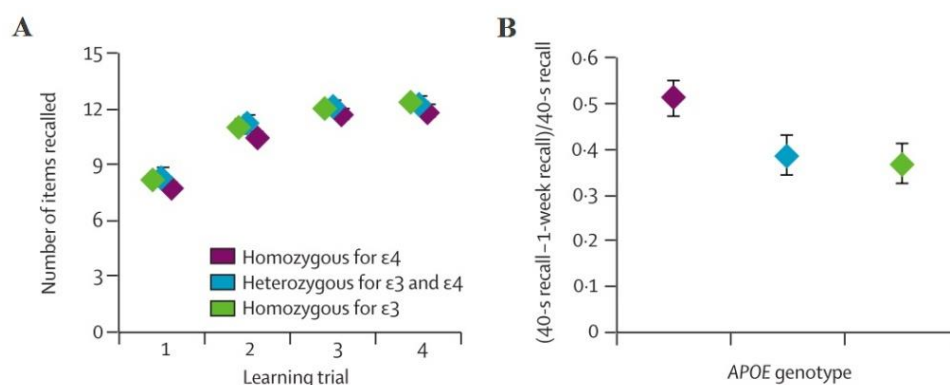 A
Number of items recalled
15
12
9
6
3
0
Homozygous for ε4
Heterozygous for ε3 and ε4
Homozygous for ε3
1 2 3 4
Learning trial
B
(40-s recall–1-week recall)/40-s recall
0·6
0·5
0·4
0·3
0·2
0·1
0
APOE genotype